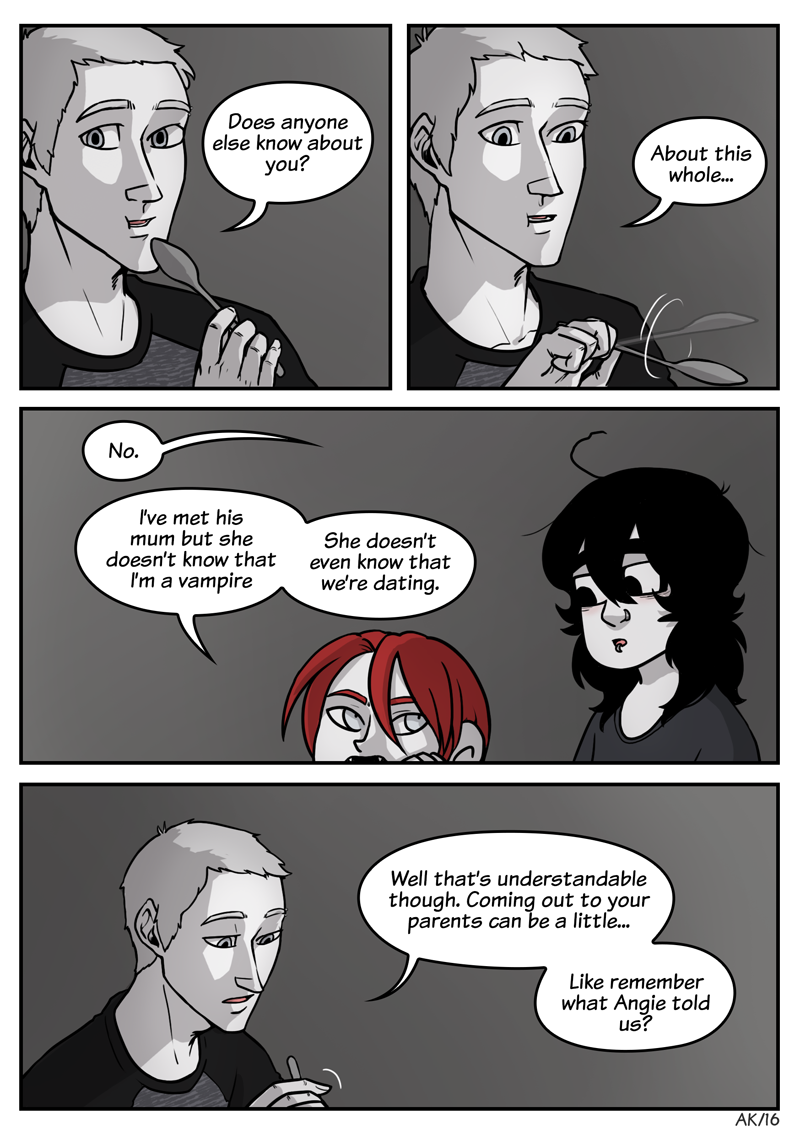 Does anyone
else know about
you?
About this
whole...
No.
I've met his
mum but she
doesn't know that
I'm a vampire
She doesn't
even know that
we're dating.
Well that's understandable
though. Coming out to your
parents can be a little...
Like remember
what Angie told
us?
AK/16